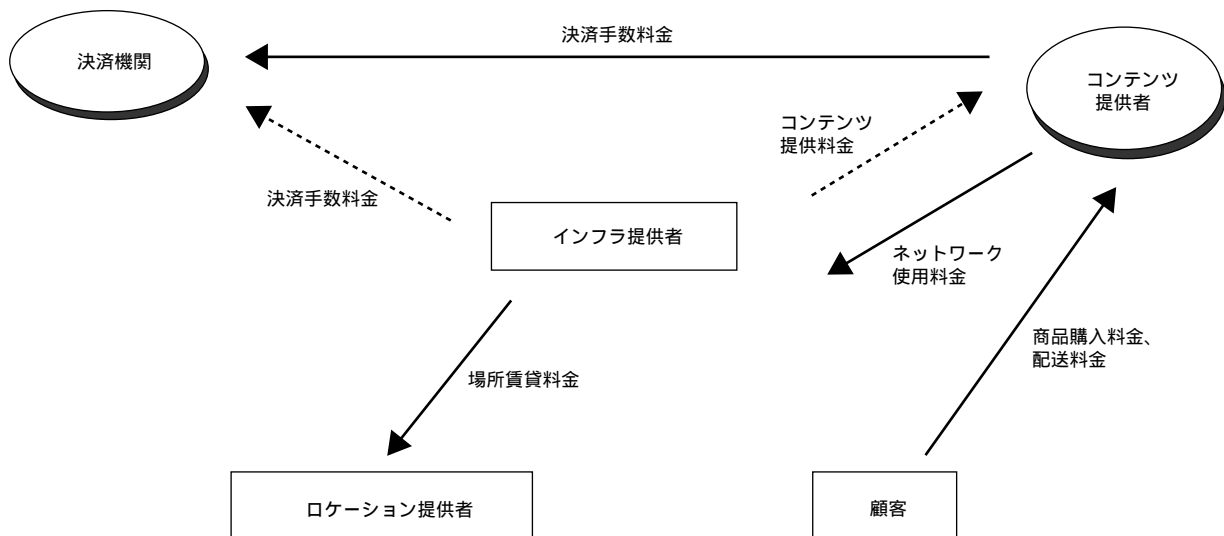 決済手数料金
決済機関
コンテンツ
提供者
コンテンツ
提供料金
決済手数料金
インフラ提供者
ネットワーク
使用料金
商品購入料金、
配送料金
場所賃貸料金
ロケーション提供者
顧客